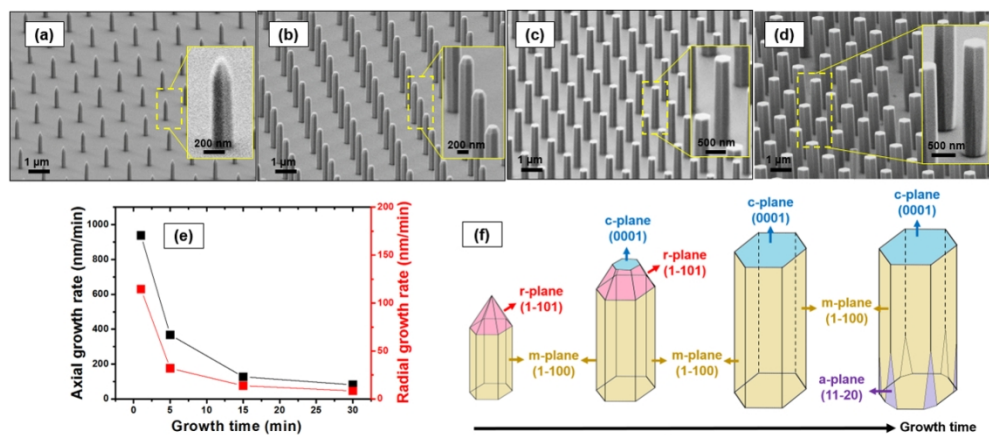 (a)
200 nm
1 µm
(b)
200 nm
1 µm
(c)
500 nm
1 µm
(d)
500 nm
1 µm
(e)
Axial growth rate (nm/min)
1000
800
600
400
200
0
200
150
100
50
0
Radial growth rate (nm/min)
0 5 10 15 20 25 30
Growth time (min)
(f)
r-plane
(1-101)
m-plane
(1-100)
c-plane
(0001)
r-plane
(1-101)
m-plane
(1-100)
c-plane
(0001)
m-plane
(1-100)
c-plane
(0001)
a-plane
(11-20)
Growth time